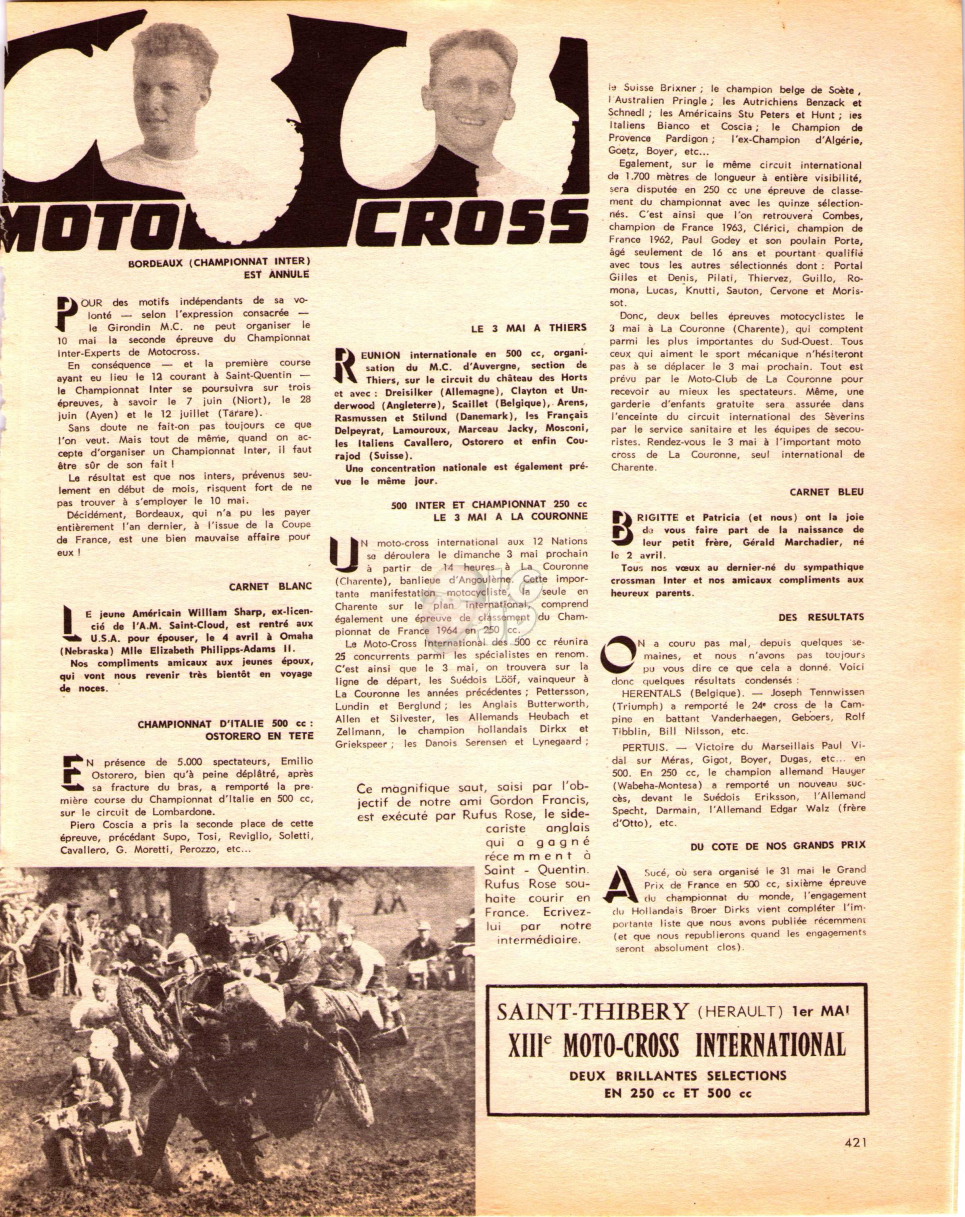 MOTO CROSS
BORDEAUX (CHAMPIONNAT INTER)
EST ANNULE
POUR des motifs indépendants de sa vo-
lonté — selon l'expression consacrée —
le Girondin M.C. ne peut organiser le
10 mai la seconde épreuve du Championnat
Inter-Experts de Motocross.
En conséquence — et la première course
ayant eu lieu le 12 courant à Saint-Quentin —
le Championnat Inter se poursuivra sur trois
épreuves, à savoir le 7 juin (Niort), le 28
juin (Ayen) et le 12 juillet (Tarare).
Sans doute ne fait-on pas toujours ce que
l'on veut. Mais tout de même, quand on ac-
cepte d'organiser un Championnat Inter, il faut
être sûr de son fait !
Le résultat est que nos inters, prévenus seu-
lement en début de mois, risquent fort de ne
pas trouver à s'employer le 10 mai.
Décidément, Bordeaux, qui n'a pu les payer
entièrement l'an dernier, à l'issue de la Coupe
de France, est une bien mauvaise affaire pour
eux !
CARNET BLANC
LE jeune Américain William Sharp, ex-licen-
cié de l'A.M. Saint-Cloud, est rentré aux
U.S.A. pour épouser, le 4 avril à Omaha
(Nebraska) Mlle Elizabeth Philipps-Adams II.
Nos compliments amicaux aux jeunes époux,
qui vont nous revenir très bientôt en voyage
de noces.
CHAMPIONNAT D'ITALIE 500 cc :
OSTORERO EN TETE
EN présence de 5.000 spectateurs, Emilio
Ostorero, bien qu'à peine déplâtré, après
sa fracture du bras, a remporté la pre-
mière course du Championnat d'Italie en 500 cc,
sur le circuit de Lombardone.
Piero Coscia a pris la seconde place de cette
épreuve, précédant Supo, Tosi, Reviglio, Soletti,
Cavallero, G. Moretti, Perozzo, etc...
LE 3 MAI A THIERS
REUNION internationale en 500 cc, organi-
sation du M.C. d'Auvergne, section de
Thiers, sur le circuit du château des Horts
et avec : Dreisilker (Allemagne), Clayton et Un-
derwood (Angleterre), Scaillet (Belgique), Arens,
Rasmussen et Stilund (Danemark), les Français
Delpeyrat, Lamouroux, Marceau Jacky, Mosconi,
les Italiens Cavallero, Ostorero et enfin Cou-
rajod (Suisse).
Une concentration nationale est également pré-
vue le même jour.
500 INTER ET CHAMPIONNAT 250 cc
LE 3 MAI A LA COURONNE
UN moto-cross international aux 12 Nations
se déroulera le dimanche 3 mai prochain
à partir de 14 heures à La Couronne
(Charente), banlieue d'Angoulême. Cette impor-
tante manifestation motocycliste, la seule en
Charente sur le plan international, comprend
également une épreuve de classement du Cham-
pionnat de France 1964 en 250 cc.
Le Moto-Cross International des 500 cc réunira
25 concurrents parmi les spécialistes en renom.
C'est ainsi que le 3 mai, on trouvera sur la
ligne de départ, les Suédois Lööf, vainqueur à
La Couronne les années précédentes ; Pettersson,
Lundin et Berglund ; les Anglais Butterworth,
Allen et Silvester, les Allemands Heubach et
Zellmann, le champion hollandais Dirkx et
Griekspeer ; les Danois Serensen et Lynegaard ;
Ce magnifique saut, saisi par l'ob-
jectif de notre ami Gordon Francis,
est exécuté par Rufus Rose, le side-
cariste anglais
qui a gagné
récemment à
Saint - Quentin.
Rufus Rose sou-
haite courir en
France. Ecrivez-
lui par notre
intermédiaire.
le Suisse Brixner ; le champion belge de Soète,
l'Australien Pringle ; les Autrichiens Benzack et
Schnedl ; les Américains Stu Peters et Hunt ; les
Italiens Bianco et Coscia ; le Champion de
Provence Pardigon ; l'ex-Champion d'Algérie,
Goetz, Boyer, etc...
Egalement, sur le même circuit international
de 1.700 mètres de longueur à entière visibilité,
sera disputée en 250 cc une épreuve de classe-
ment du championnat avec les quinze sélection-
nés. C'est ainsi que l'on retrouvera Combes,
champion de France 1963, Clérici, champion de
France 1962, Paul Godey et son poulain Porte,
âgé seulement de 16 ans et pourtant qualifié
avec tous les autres sélectionnés dont : Portal
Gilles et Denis, Pilati, Thiervez, Guillo, Ro-
mona, Lucas, Knutti, Sauton, Cervone et Moris-
sot.
Donc, deux belles épreuves motocyclistes le
3 mai à La Couronne (Charente), qui comptent
parmi les plus importantes du Sud-Ouest. Tous
ceux qui aiment le sport mécanique n'hésiteront
pas à se déplacer le 3 mai prochain. Tout est
prévu par le Moto-Club de La Couronne pour
recevoir au mieux les spectateurs. Même, une
garderie d'enfants gratuite sera assurée dans
l'enceinte du circuit international des Sèverins
par le service sanitaire et les équipes de secou-
ristes. Rendez-vous le 3 mai à l'important moto
cross de La Couronne, seul international de
Charente.
CARNET BLEU
BRIGITTE et Patricia (et nous) ont la joie
de vous faire part de la naissance de
leur petit frère, Gérald Marchadier, né
le 2 avril.
Tous nos vœux au dernier-né du sympathique
crossman Inter et nos amicaux compliments aux
heureux parents.
DES RESULTATS
ON a couru pas mal, depuis quelques se-
maines, et nous n'avons pas toujours
pu vous dire ce que cela a donné. Voici
donc quelques résultats condensés :
HERENTALS (Belgique). — Joseph Tennwissen
(Triumph) a remporté le 24e cross de la Cam-
pine en battant Vanderhaegen, Geboers, Rolf
Tibblin, Bill Nilsson, etc.
PERTUIS. — Victoire du Marseillais Paul Vi-
dal sur Méras, Gigot, Boyer, Dugas, etc... en
500. En 250 cc, le champion allemand Hauger
(Wabeha-Montesa) a remporté un nouveau suc-
cès, devant le Suédois Eriksson, l'Allemand
Specht, Darmain, l'Allemand Edgar Walz (frère
d'Otto), etc.
DU COTE DE NOS GRANDS PRIX
A Sucé, où sera organisé le 31 mai le Grand
Prix de France en 500 cc, sixième épreuve
du championnat du monde, l'engagement
du Hollandais Broer Dirks vient compléter l'im-
portante liste que nous avons publiée récemment
(et que nous republierons quand les engagements
seront absolument clos).
SAINT-THIBERY (HERAULT) 1er MAI
XIIIe MOTO-CROSS INTERNATIONAL
DEUX BRILLANTES SELECTIONS
EN 250 cc ET 500 cc
421